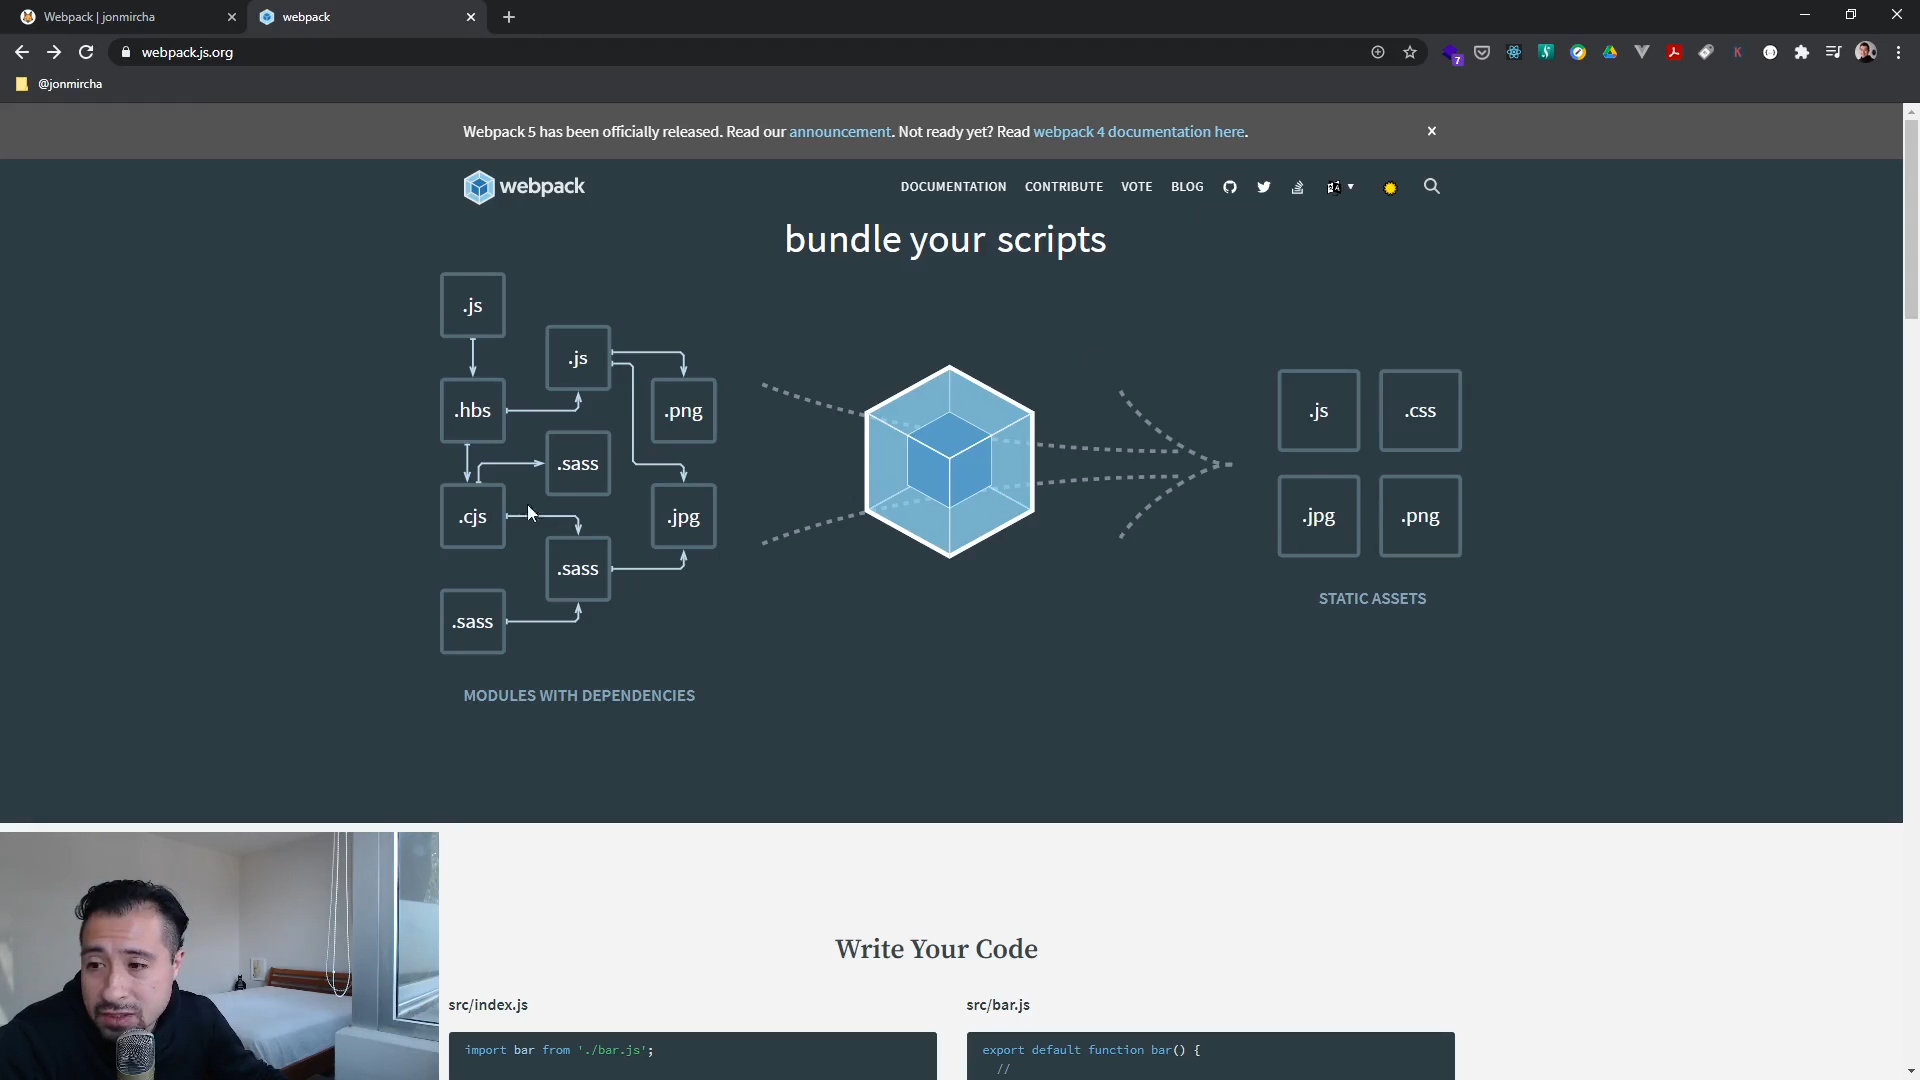 Webpack | jonmircha
webpack
webpack.js.org
7
K
@jonmircha
Webpack 5 has been officially released. Read our announcement. Not ready yet? Read webpack 4 documentation here.
webpack
DOCUMENTATION
CONTRIBUTE
VOTE
BLOG
bundle your scripts
.js
.js
.hbs
.png
.sass
.cjs
.jpg
.sass
.sass
.js
.css
.jpg
.png
STATIC ASSETS
MODULES WITH DEPENDENCIES
Write Your Code
src/index.js
src/bar.js
import bar from './bar.js';
export default function bar() {
//